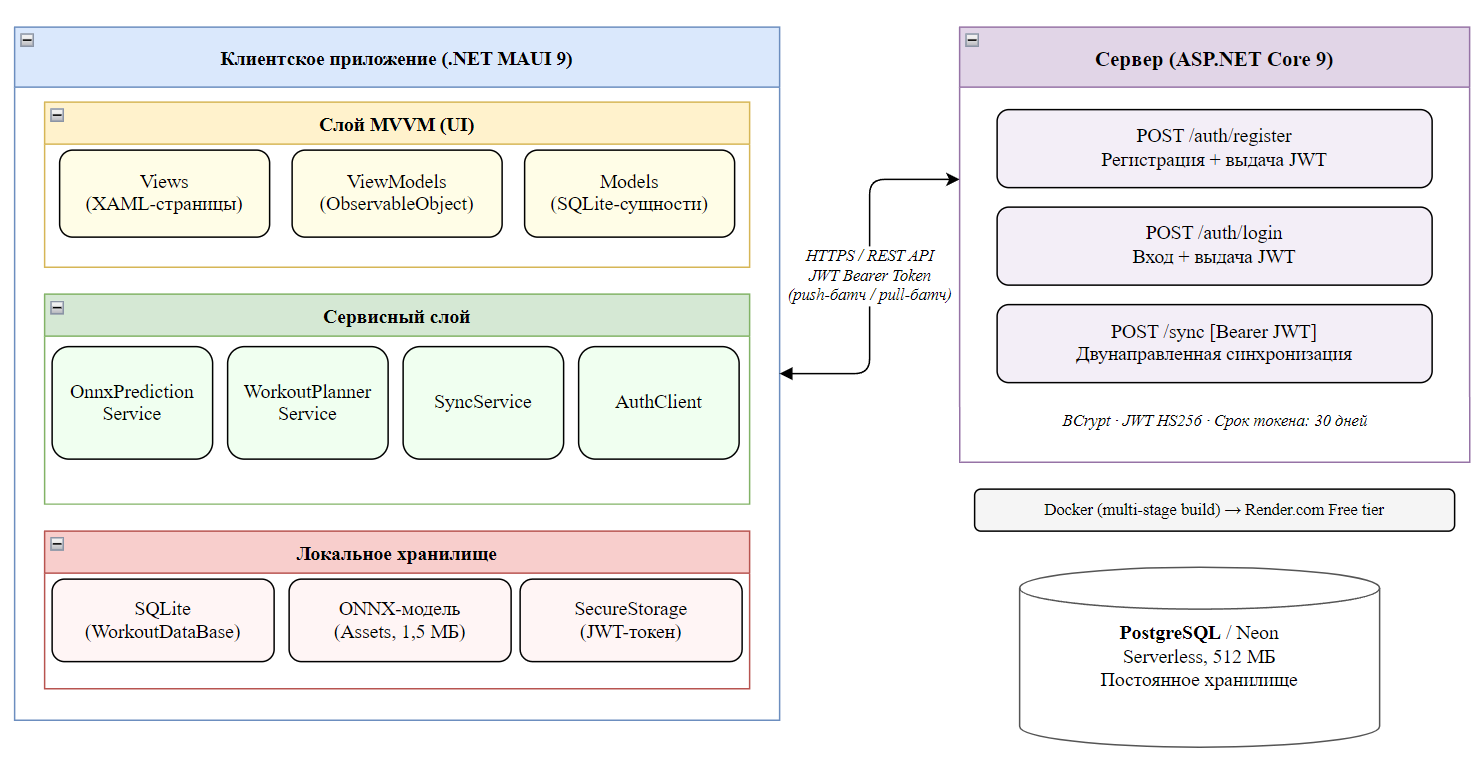 Клиентское приложение (.NET MAUI 9)
Слой MVVM (UI)
Views
(XAML-страницы)
ViewModels
(ObservableObject)
Models
(SQLite-сущности)
Сервисный слой
OnnxPrediction
Service
WorkoutPlanner
Service
SyncService
AuthClient
Локальное хранилище
SQLite
(WorkoutDataBase)
ONNX-модель
(Assets, 1,5 МБ)
SecureStorage
(JWT-токен)
HTTPS / REST API
JWT Bearer Token
(push-батч / pull-батч)
Сервер (ASP.NET Core 9)
POST /auth/register
Регистрация + выдача JWT
POST /auth/login
Вход + выдача JWT
POST /sync [Bearer JWT]
Двунаправленная синхронизация
BCrypt · JWT HS256 · Срок токена: 30 дней
Docker (multi-stage build) → Render.com Free tier
PostgreSQL / Neon
Serverless, 512 МБ
Постоянное хранилище